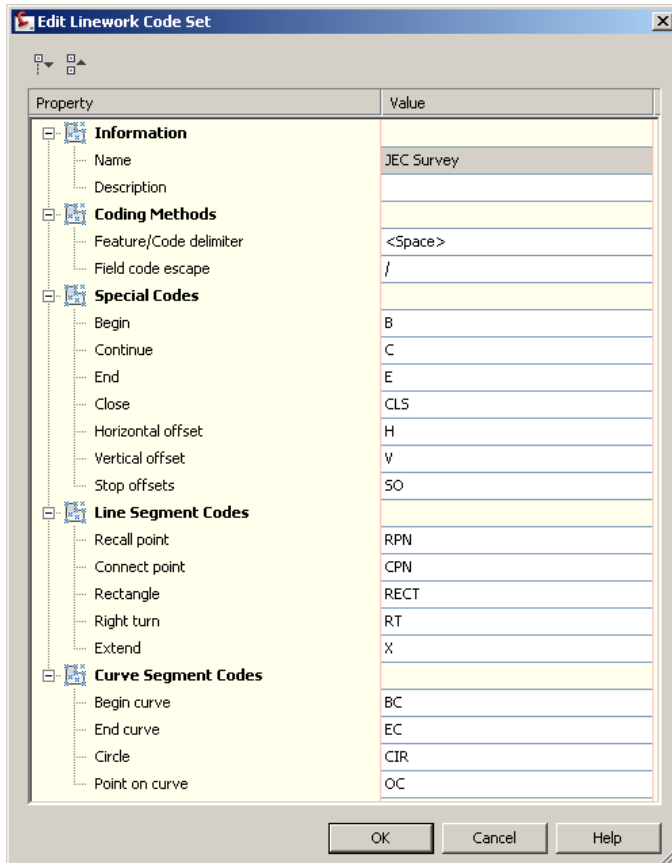 Edit Linework Code Set
Property Value
Information
Name JEC Survey
Description
Coding Methods
Feature/Code delimiter <Space>
Field code escape /
Special Codes
Begin B
Continue C
End E
Close CLS
Horizontal offset H
Vertical offset V
Stop offsets SO
Line Segment Codes
Recall point RPN
Connect point CPN
Rectangle RECT
Right turn RT
Extend X
Curve Segment Codes
Begin curve BC
End curve EC
Circle CIR
Point on curve OC
OK Cancel Help